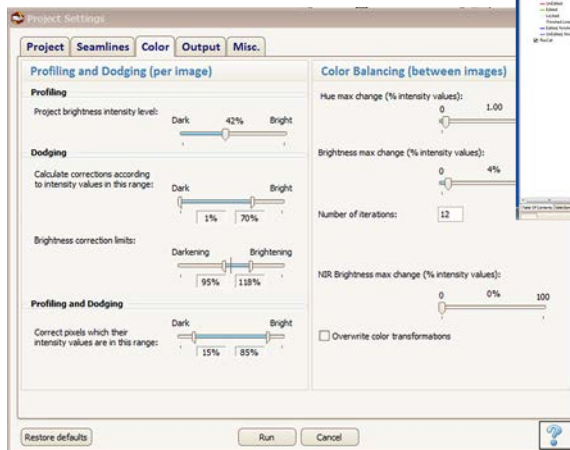 Project Settings
Project Seamlines Color Output Misc.
Profiling and Dodging (per image)
Profiling
Project brightness intensity level:
Dark 42% Bright
Dodging
Calculate corrections according
to intensity values in this range:
Dark Bright
1% 70%
Brightness correction limits:
Darkening Brightening
95% 118%
Profiling and Dodging
Correct pixels which their
intensity values are in this range:
Dark Bright
15% 85%
Color Balancing (between images)
Hue max change (% intensity values):
0 1.00
Brightness max change (% intensity values):
0 4%
Number of iterations: 12
NIR Brightness max change (% intensity values):
0 0% 100
Overwrite color transformations
Restore defaults Run Cancel
?